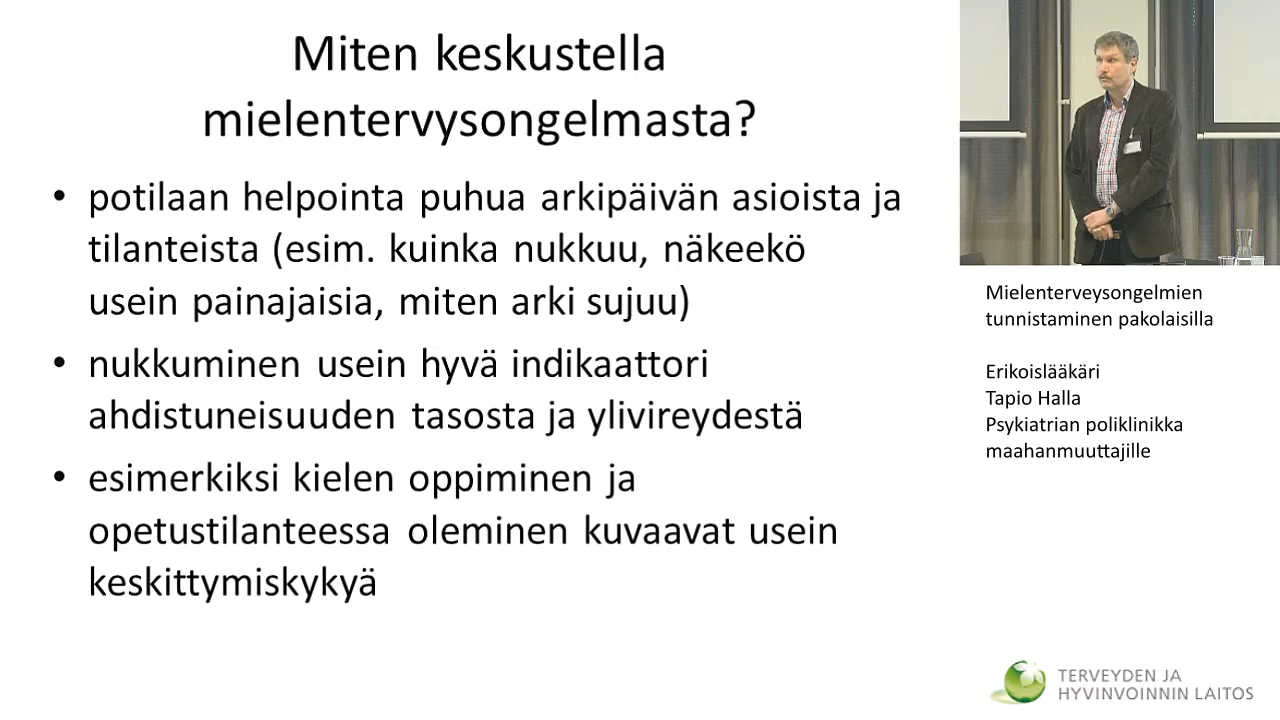 Miten keskustella
mielentervysongelmasta?
• potilaan helpointa puhua arkipäivän asioista ja
tilanteista (esim. kuinka nukkuu, näkeekö
usein painajaisia, miten arki sujuu)
• nukkuminen usein hyvä indikaattori
ahdistuneisuuden tasosta ja ylivireydestä
• esimerkiksi kielen oppiminen ja
opetustilanteessa oleminen kuvaavat usein
keskittymiskykyä
Mielenterveysongelmien
tunnistaminen pakolaisilla
Erikoislääkäri
Tapio Halla
Psykiatrian poliklinikka
maahanmuuttajille
TERVEYDEN JA
HYVINVOINNIN LAITOS